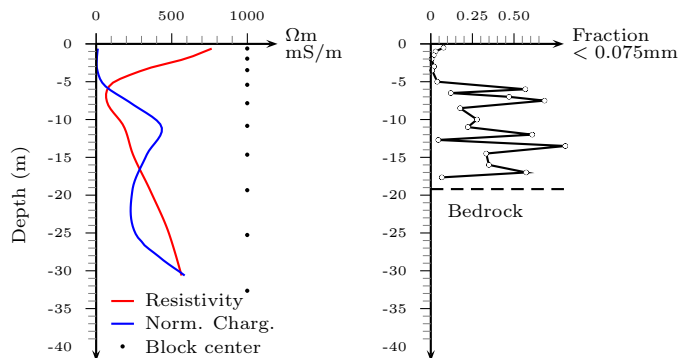 0 500 1000 Ωm
mS/m
0
-5
-10
-15
-20
-25
-30
-35
-40
Depth (m)
Resistivity
Norm. Charg.
Block center
0 0.25 0.50 Fraction
< 0.075mm
0
-5
-10
-15
-20
-25
-30
-35
-40
Bedrock